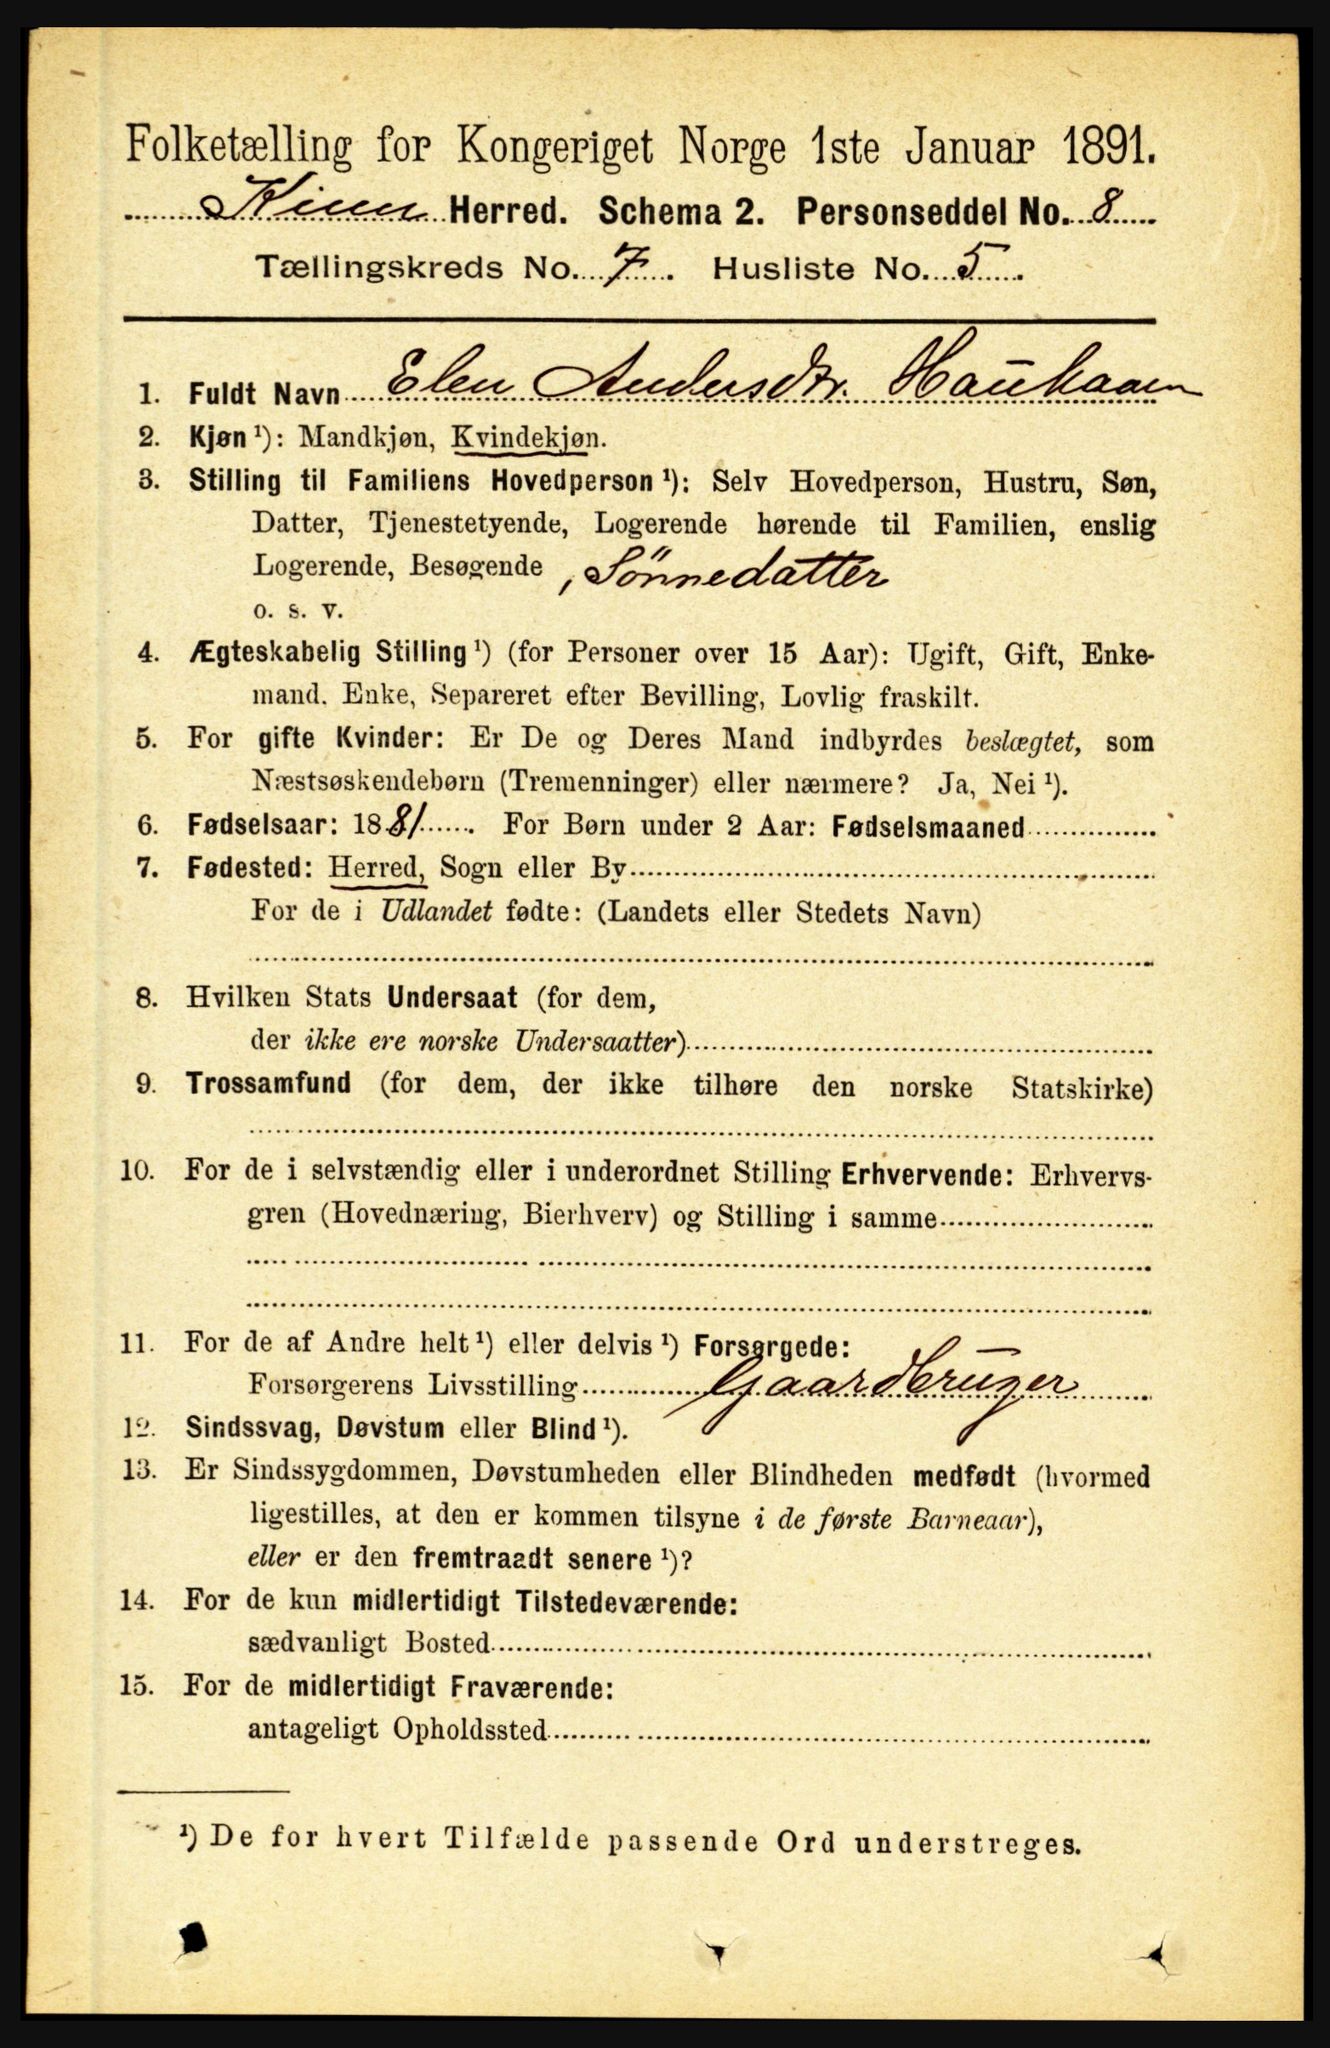 Folketælling for Kongeriget Norge 1ste Januar 1891.
Kinn Herred. Schema 2. Personseddel No. 8
Tællingskreds No. 7. Husliste No. 5.
1. Fuldt Navn Elen Andersdtr. Haukaaen
2. Kjøn ¹): Mandkjøn, Kvindekjøn.
3. Stilling til Familiens Hovedperson ¹): Selv Hovedperson, Hustru, Søn,
Datter, Tjenestetyende, Logerende hørende til Familien, enslig
Logerende, Besøgende , Sönnedatter
o. s. v.
4. Ægteskabelig Stilling ¹) (for Personer over 15 Aar): Ugift, Gift, Enke-
mand. Enke, Separeret efter Bevilling, Lovlig fraskilt.
5. For gifte Kvinder: Er De og Deres Mand indbyrdes beslægtet, som
Næstsøskendebørn (Tremenninger) eller nærmere? Ja, Nei ¹).
6. Fødselsaar: 1881. For Børn under 2 Aar: Fødselsmaaned
7. Fødested: Herred, Sogn eller By
For de i Udlandet fødte: (Landets eller Stedets Navn)
8. Hvilken Stats Undersaat (for dem,
der ikke ere norske Undersaatter)
9. Trossamfund (for dem, der ikke tilhøre den norske Statskirke)
10. For de i selvstændig eller i underordnet Stilling Erhvervende: Erhvervs-
gren (Hovednæring, Bierhverv) og Stilling i samme
11. For de af Andre helt ¹) eller delvis ¹) Forsørgede:
Forsørgerens Livsstilling Gaardbruger
12. Sindssvag, Døvstum eller Blind ¹).
13. Er Sindssygdommen, Døvstumheden eller Blindheden medfødt (hvormed
ligestilles, at den er kommen tilsyne i de første Barneaar),
eller er den fremtraadt senere ¹)?
14. For de kun midlertidigt Tilstedeværende:
sædvanligt Bosted
15. For de midlertidigt Fraværende:
antageligt Opholdssted
¹) De for hvert Tilfælde passende Ord understreges.